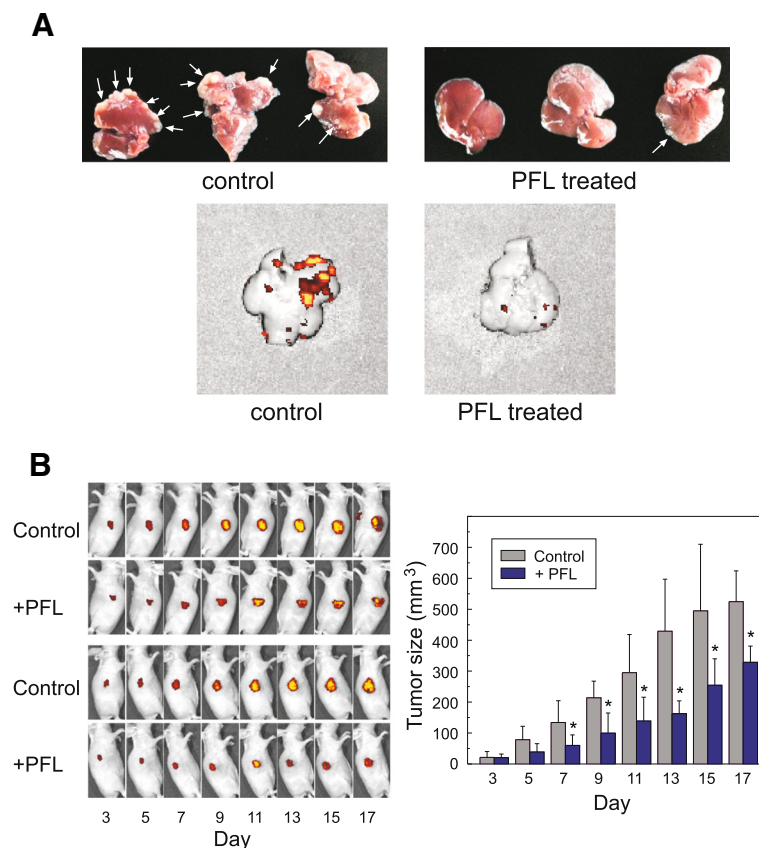 A
control
PFL treated
control
PFL treated
B
Control
+PFL
Control
+PFL
3 5 7 9 11 13 15 17
Day
Tumor size (mm³)
700
600
500
400
300
200
100
0
Control
+ PFL
* * * * * *
3 5 7 9 11 13 15 17
Day